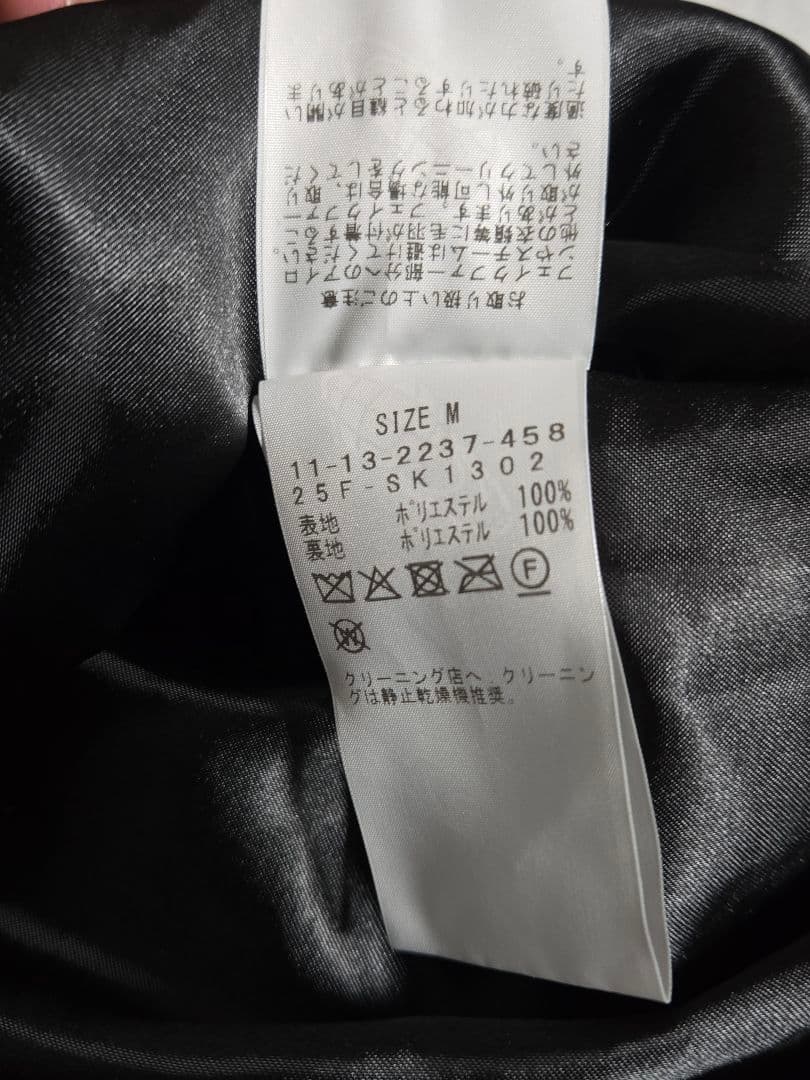 お取り扱い上のご注意
フェイクファー部分へのアイロ
ンやスチームは避けてください。
他の衣類等に毛羽が付着するこ
とがあります。フェイクファー
が取り外し可能な場合は、取り
外してクリーニングをしてくだ
さい。
過度な力が加わると縫目が開い
たり破れたりすることがありま
す。
SIZE M
11-13-2237-458
25F-SK1302
表地 ポリエステル 100%
裏地 ポリエステル 100%
F
W
クリーニング店へ.クリーニン
グは静止乾燥機推奨。